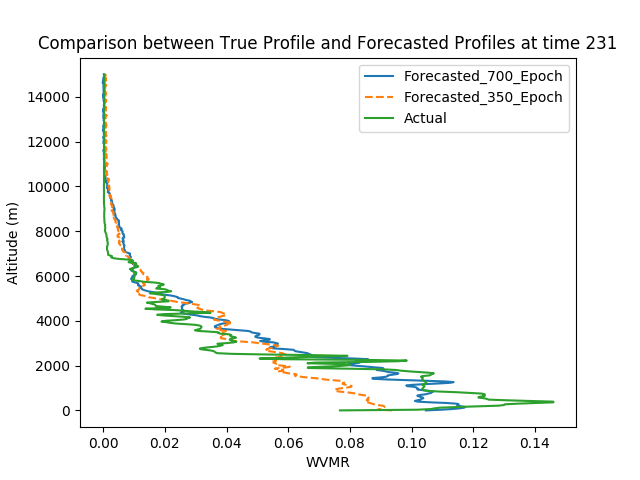 Comparison between True Profile and Forecasted Profiles at time 231
Forecasted_700_Epoch
Forecasted_350_Epoch
Actual
Altitude (m)
14000
12000
10000
8000
6000
4000
2000
0
0.00 0.02 0.04 0.06 0.08 0.10 0.12 0.14
WVMR